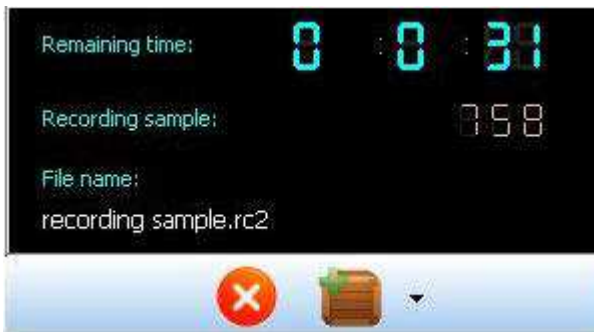 Remaining time: 0 : 0 : 31
Recording sample: 758
File name:
recording sample.rc2